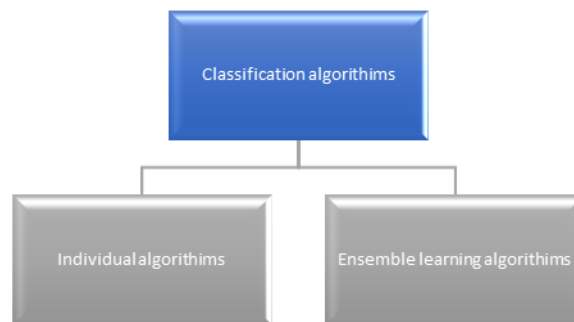 Classification algorithims
Individual algorithims
Ensemble learning algorithims